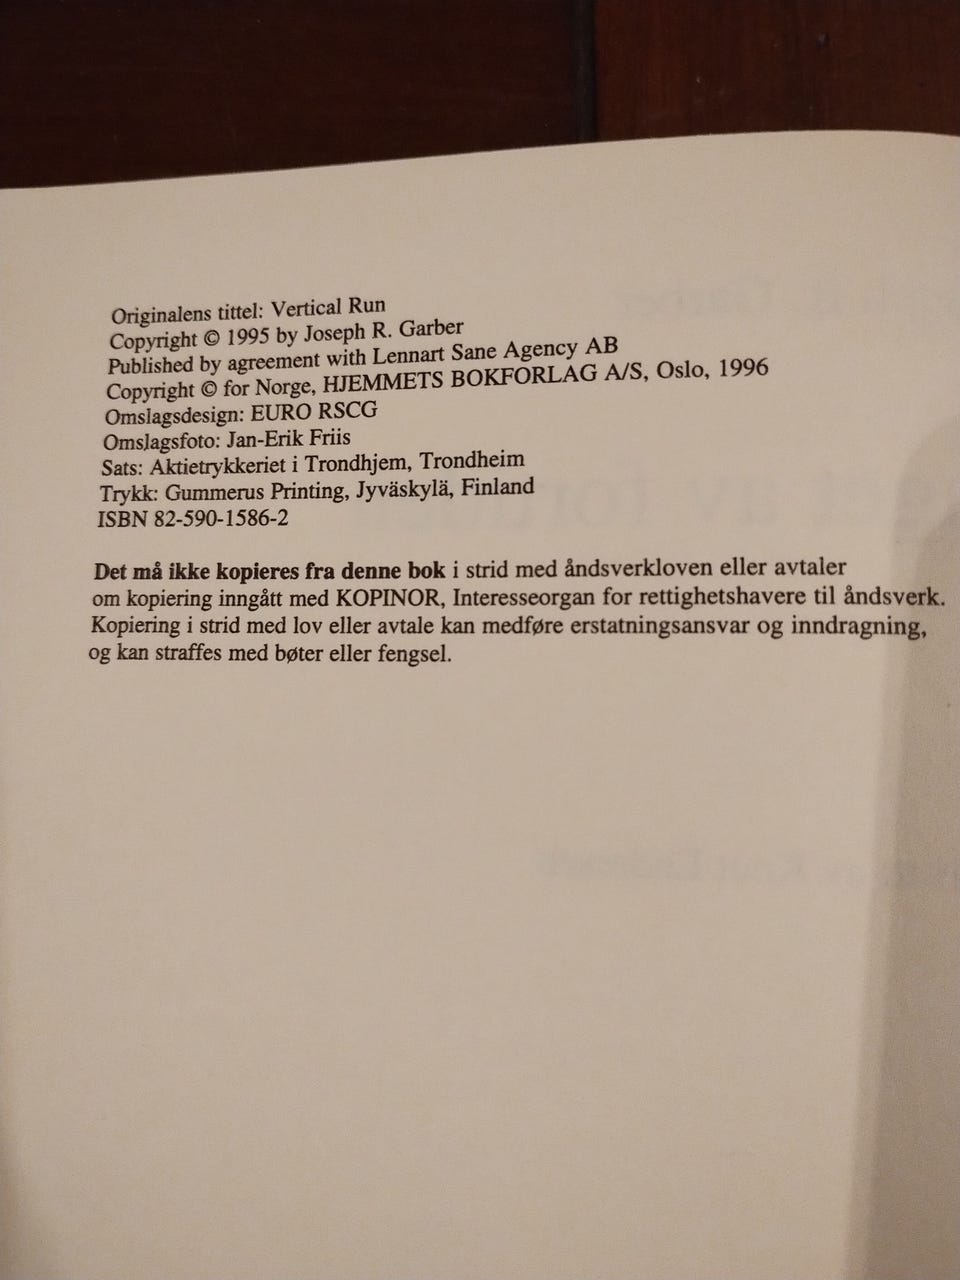 Originalens tittel: Vertical Run
Copyright © 1995 by Joseph R. Garber
Published by agreement with Lennart Sane Agency AB
Copyright © for Norge, HJEMMETS BOKFORLAG A/S, Oslo, 1996
Omslagsdesign: EURO RSCG
Omslagsfoto: Jan-Erik Friis
Sats: Aktietrykkeriet i Trondhjem, Trondheim
Trykk: Gummerus Printing, Jyväskylä, Finland
ISBN 82-590-1586-2
Det må ikke kopieres fra denne bok i strid med åndsverkloven eller avtaler
om kopiering inngått med KOPINOR, Interesseorgan for rettighetshavere til åndsverk.
Kopiering i strid med lov eller avtale kan medføre erstatningsansvar og inndragning,
og kan straffes med bøter eller fengsel.